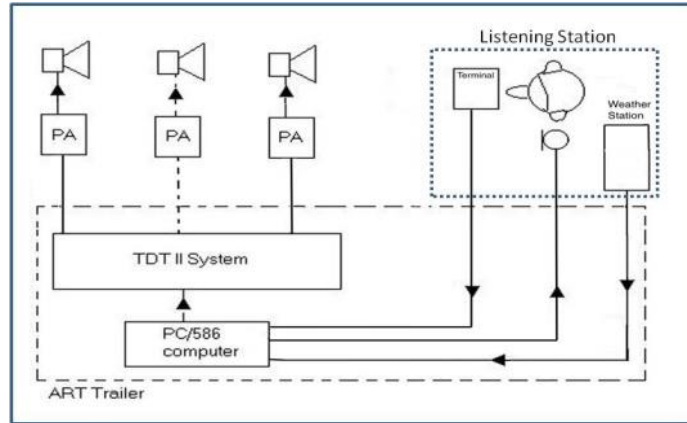 Listening Station
Terminal
Weather
Station
PA
PA
PA
TDT II System
PC/586
computer
ART Trailer